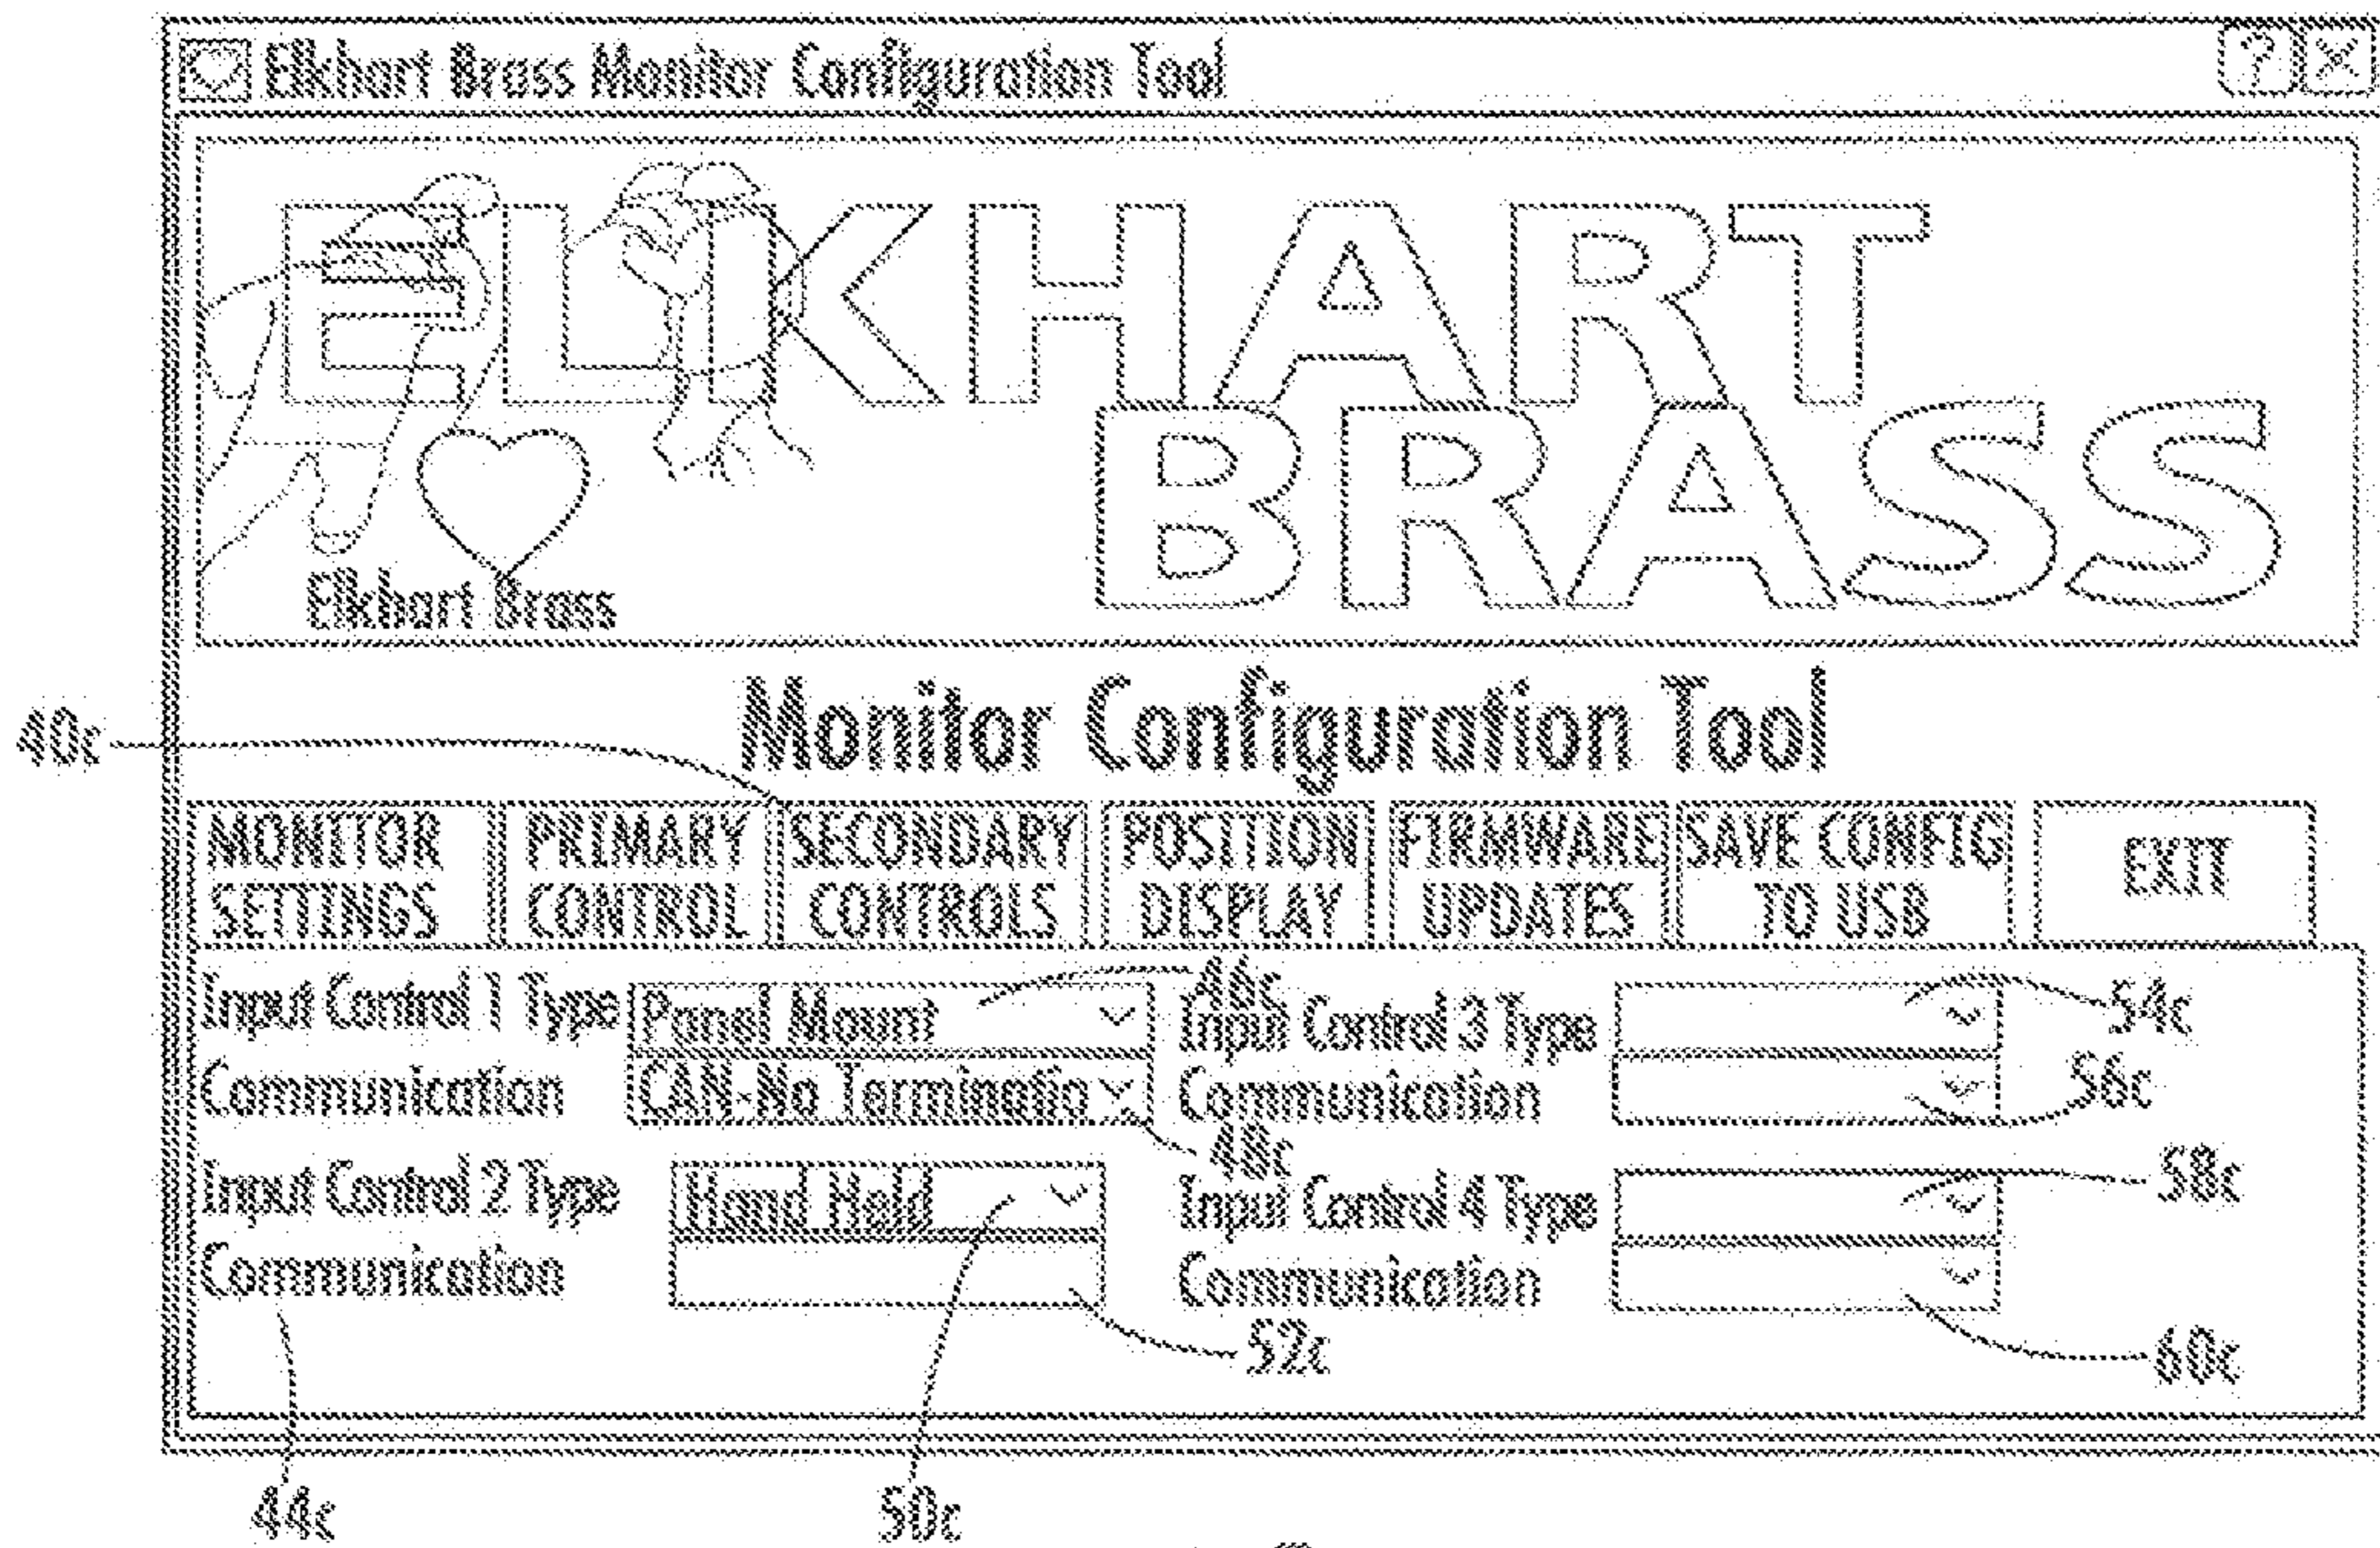 Elkhart Brass Monitor Configuration Tool
? X
ELKHART
BRASS
Elkhart Brass
Monitor Configuration Tool
40c
MONITOR SETTINGS
PRIMARY CONTROL
SECONDARY CONTROLS
POSITION DISPLAY
FIRMWARE UPDATES
SAVE CONFIG TO USB
EXIT
Input Control 1 Type
Panel Mount
46c
Communication
CAN-No Terminatio
48c
Input Control 2 Type
Hand Held
50c
Communication
52c
44c
Input Control 3 Type
54c
Communication
56c
Input Control 4 Type
58c
Communication
60c